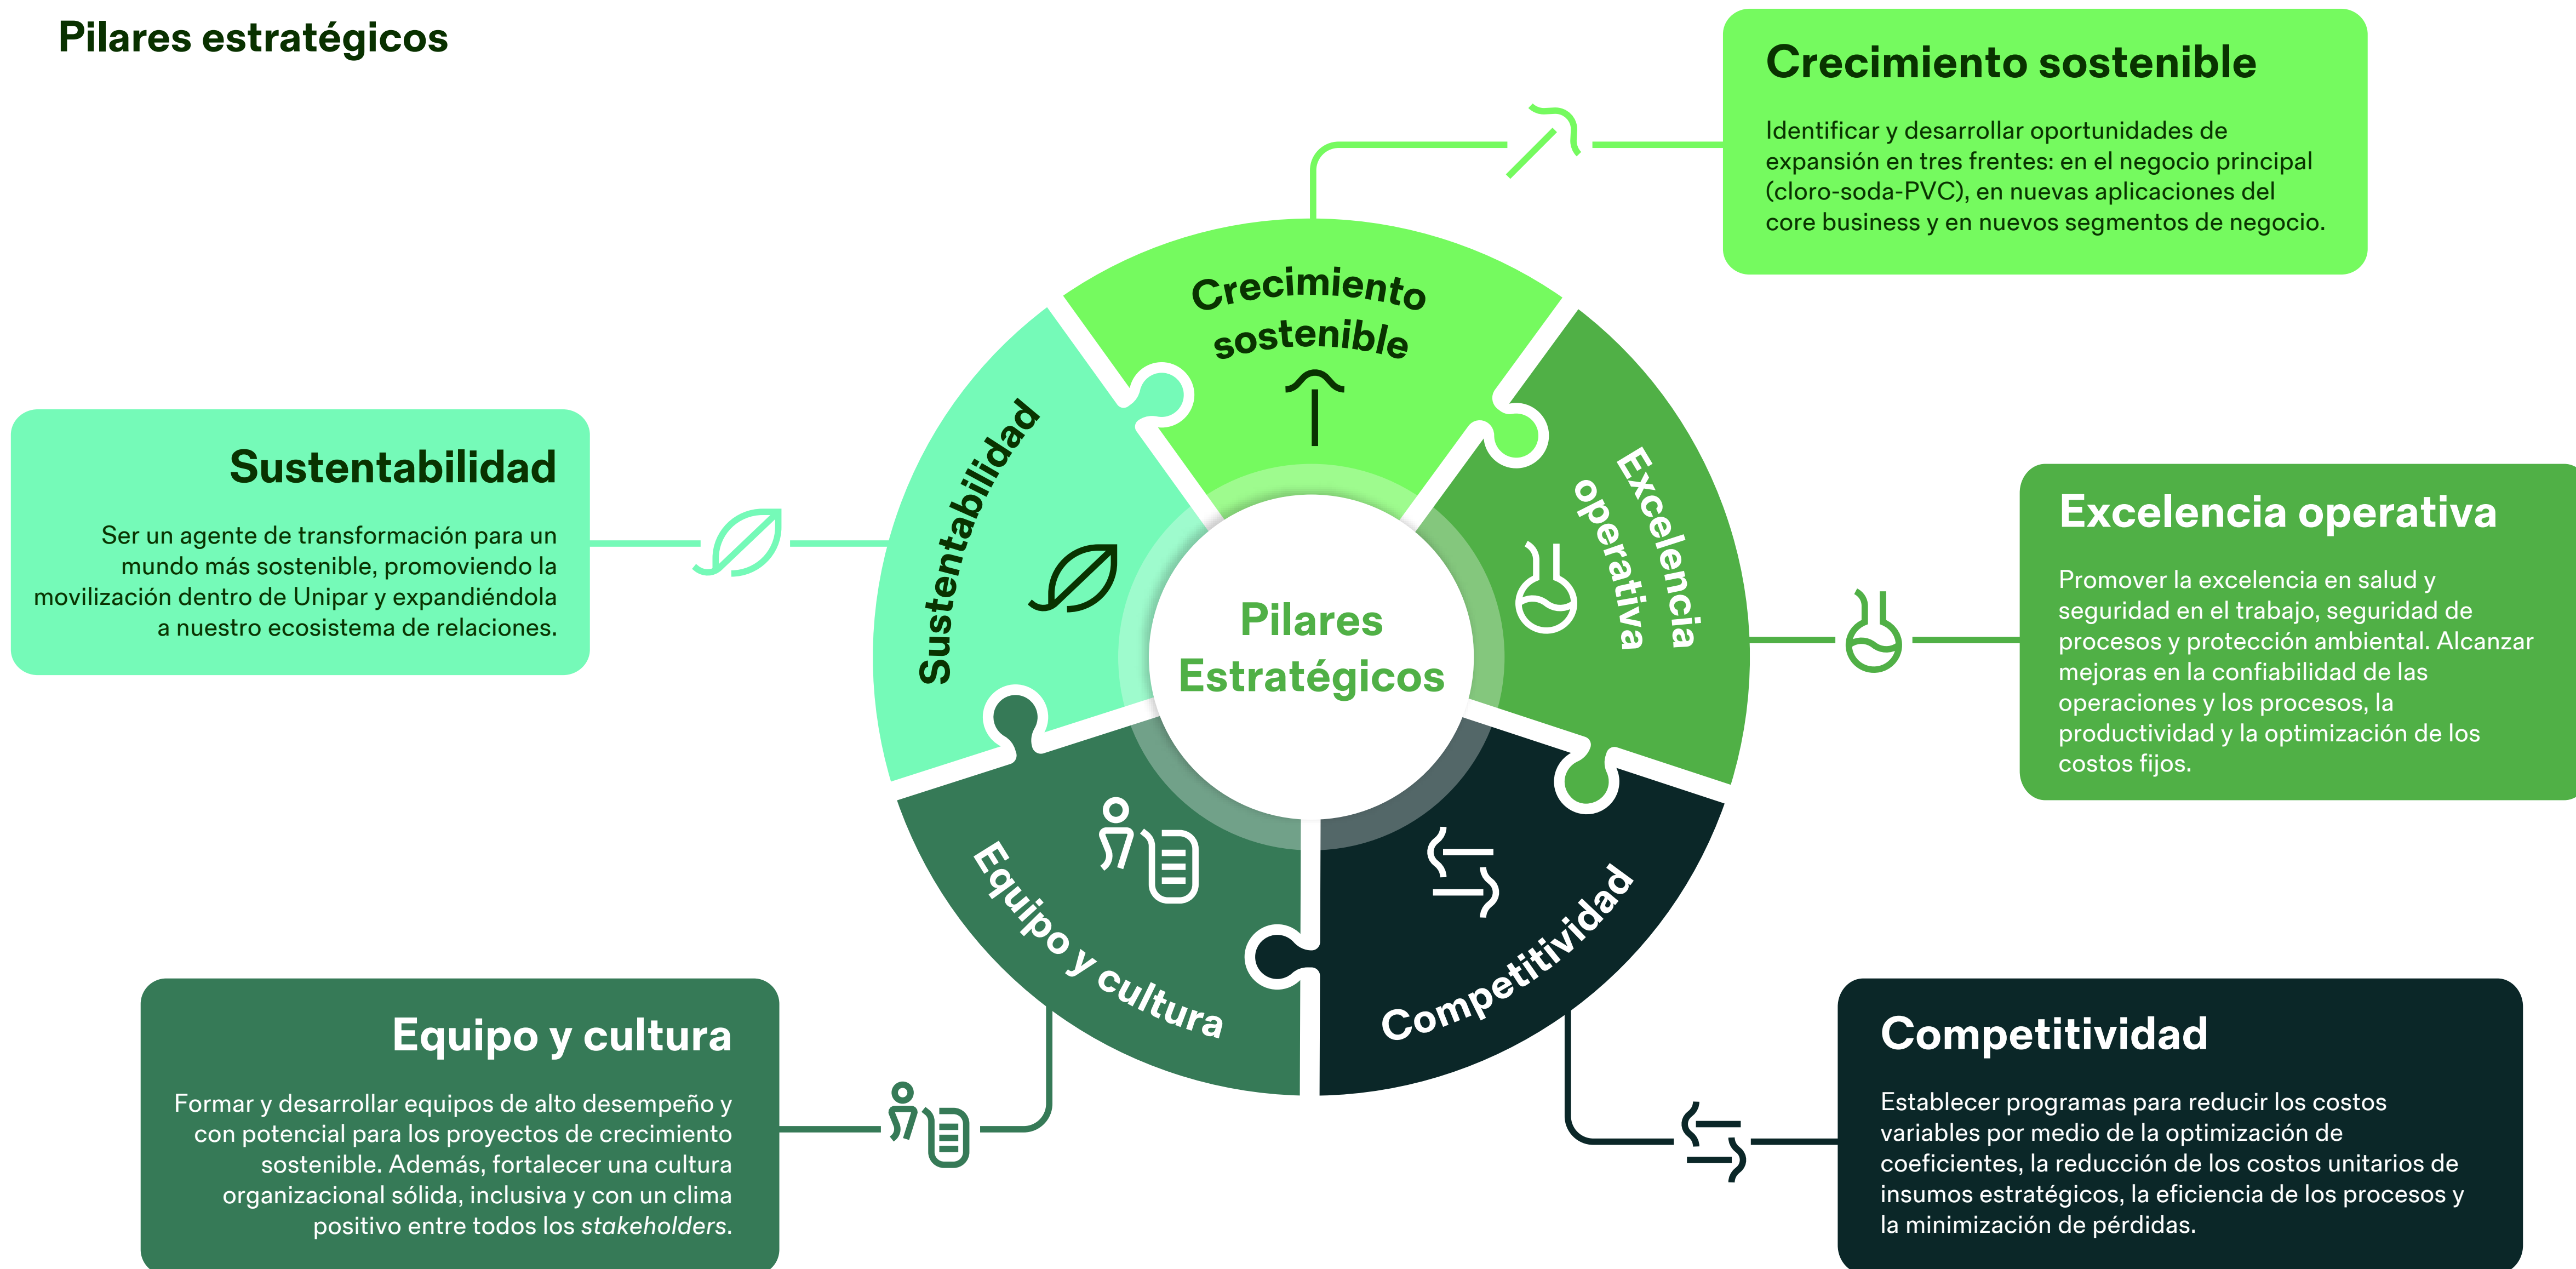 Pilares estratégicos
Crecimiento sostenible
Identificar y desarrollar oportunidades de
expansión en tres frentes: en el negocio principal
(cloro-soda-PVC), en nuevas aplicaciones del
core business y en nuevos segmentos de negocio.
Crecimiento
sostenible
Sustentabilidad
Ser un agente de transformación para un
mundo más sostenible, promoviendo la
movilización dentro de Unipar y expandiéndola
a nuestro ecosistema de relaciones.
Sustentabilidad
Excelencia
operativa
Excelencia operativa
Promover la excelencia en salud y
seguridad en el trabajo, seguridad de
procesos y protección ambiental. Alcanzar
mejoras en la confiabilidad de las
operaciones y los procesos, la
productividad y la optimización de los
costos fijos.
Pilares
Estratégicos
Equipo y cultura
Competitividad
Equipo y cultura
Formar y desarrollar equipos de alto desempeño y
con potencial para los proyectos de crecimiento
sostenible. Además, fortalecer una cultura
organizacional sólida, inclusiva y con un clima
positivo entre todos los stakeholders.
Competitividad
Establecer programas para reducir los costos
variables por medio de la optimización de
coeficientes, la reducción de los costos unitarios de
insumos estratégicos, la eficiencia de los procesos y
la minimización de pérdidas.